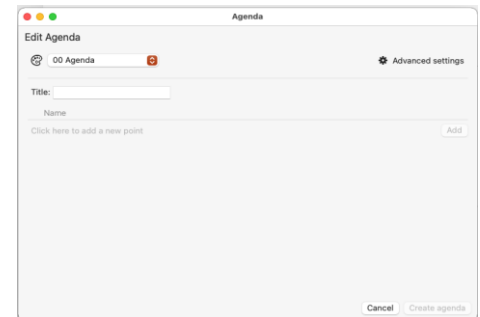 Agenda
Edit Agenda
00 Agenda
Advanced settings
Title:
Name
Click here to add a new point
Add
Cancel
Create agenda